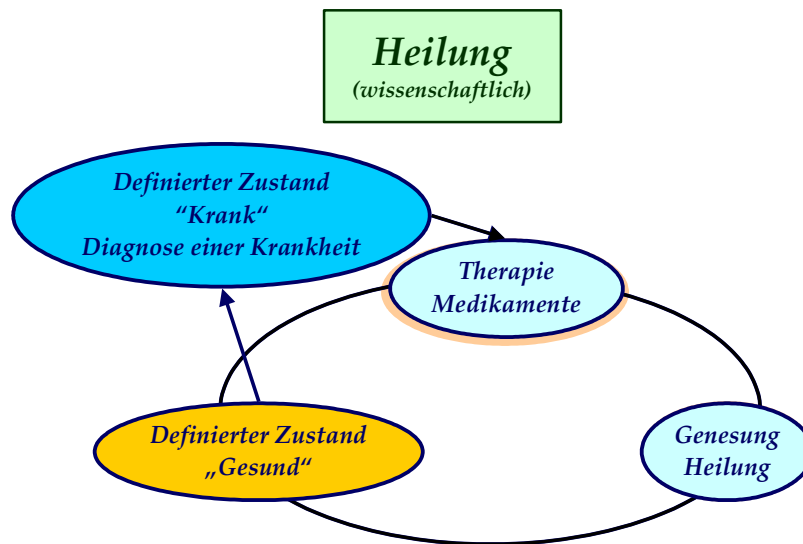 Heilung
(wissenschaftlich)
Definierter Zustand
“Krank“
Diagnose einer Krankheit
Therapie
Medikamente
Definierter Zustand
„Gesund“
Genesung
Heilung